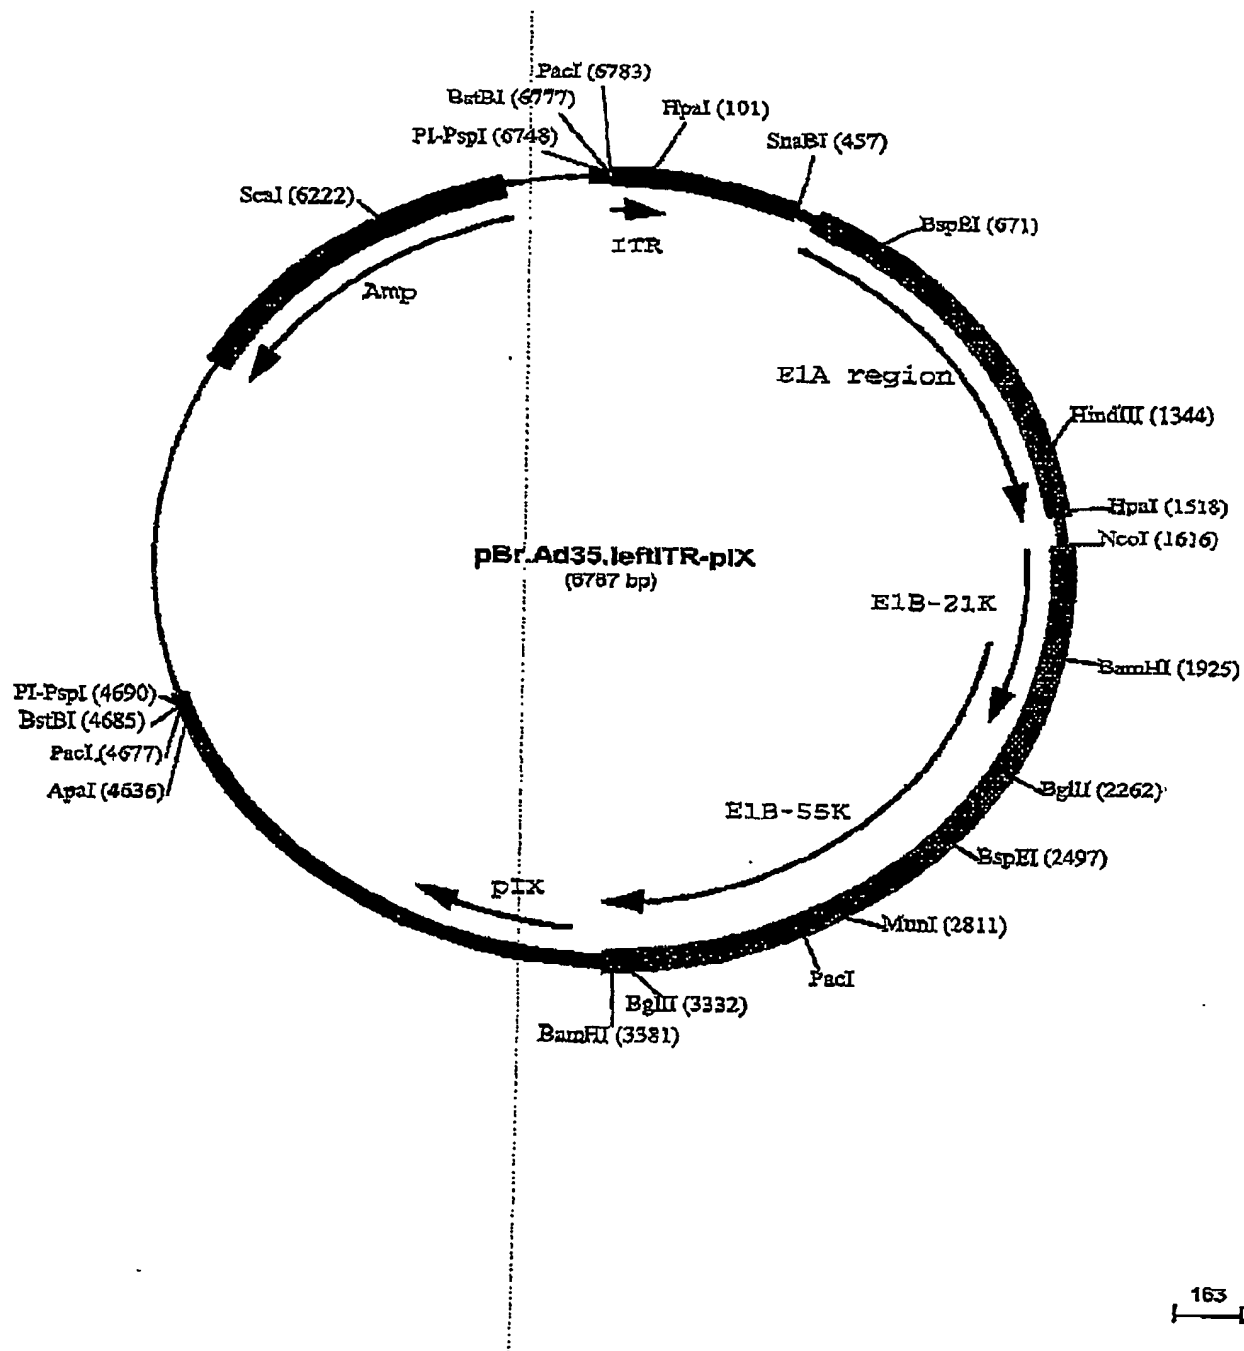 PacI (6783)
BstBI (6777)
HpaI (101)
PI-PspI (6748)
SnaBI (457)
ScaI (6222)
BspEI (671)
ITR
Amp
E1A region
HindIII (1344)
HpaI (1518)
NcoI (1616)
pBr.Ad35.leftITR-pIX
(6787 bp)
E1B-21K
BamHI (1925)
PI-PspI (4690)
BstBI (4685)
PacI (4677)
ApaI (4636)
BglII (2262)
E1B-55K
BspEI (2497)
pIX
MunI (2811)
PacI
BglII (3332)
BamHI (3381)
163